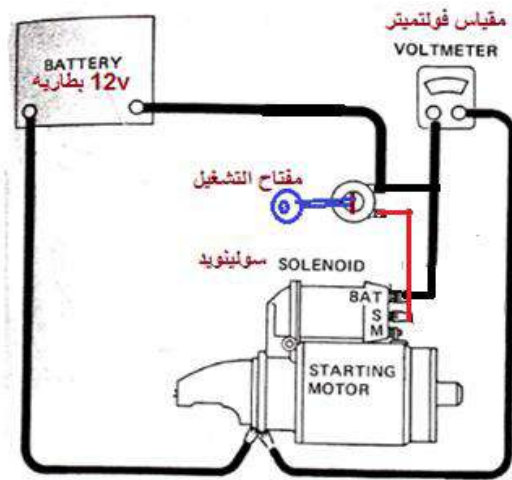 مقياس فولتميتر
VOLTMETER
BATTERY
12v بطاريه
مفتاح التشغيل
سولينويد SOLENOID
BAT
S
M
STARTING
MOTOR